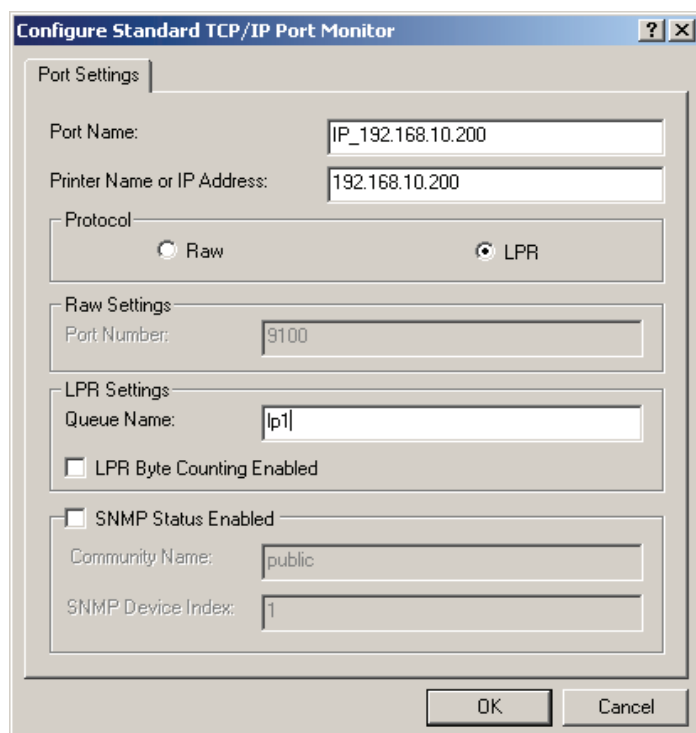 Configure Standard TCP/IP Port Monitor
Port Settings
Port Name: IP_192.168.10.200
Printer Name or IP Address: 192.168.10.200
Protocol
Raw LPR
Raw Settings
Port Number: 9100
LPR Settings
Queue Name: lp1
LPR Byte Counting Enabled
SNMP Status Enabled
Community Name: public
SNMP Device Index: 1
OK Cancel